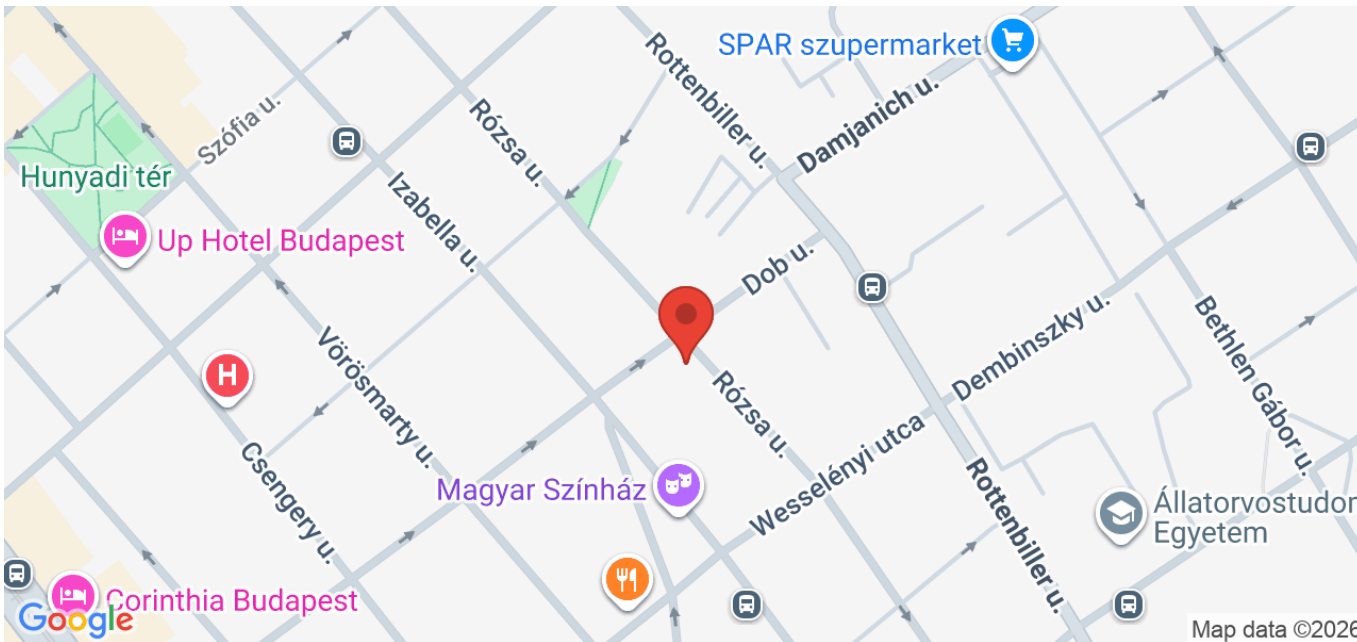 SPAR szupermarket
Rottenbiller u.
Damjanich u.
Szófia u.
Rózsa u.
Hunyadi tér
Izabella u.
Up Hotel Budapest
Dob u.
Vörösmarty u.
Dembinszky u.
Bethlen Gábor u.
H
Rózsa u.
Csengery u.
Wesselényi utca
Magyar Színház
Rottenbiller u.
Állatorvostudor
Egyetem
Corinthia Budapest
Google
Map data ©2026